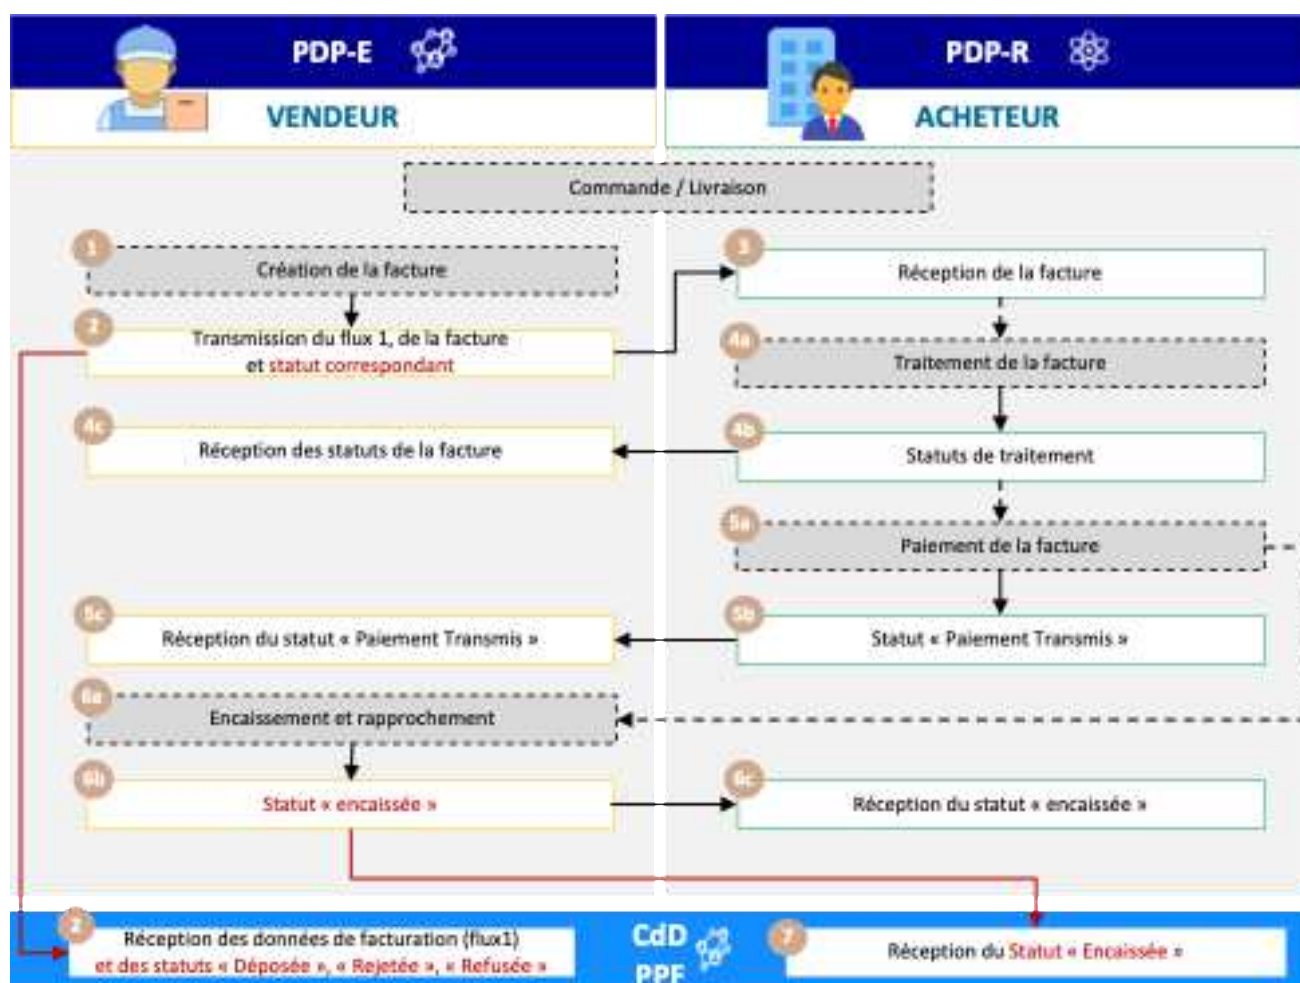 PDP-E
PDP-R
VENDEUR
ACHETEUR
Commande / Livraison
1
Création de la facture
3
Réception de la facture
2
Transmission du flux 1, de la facture
et statut correspondant
4a
Traitement de la facture
4c
Réception des statuts de la facture
4b
Statuts de traitement
5a
Paiement de la facture
5c
Réception du statut « Paiement Transmis »
5b
Statut « Paiement Transmis »
6a
Encaissement et rapprochement
6b
Statut « encaissée »
6c
Réception du statut « encaissée »
2
Réception des données de facturation (flux1)
et des statuts « Déposée », « Rejetée », « Refusée »
CdD
PPF
7
Réception du Statut « Encaissée »